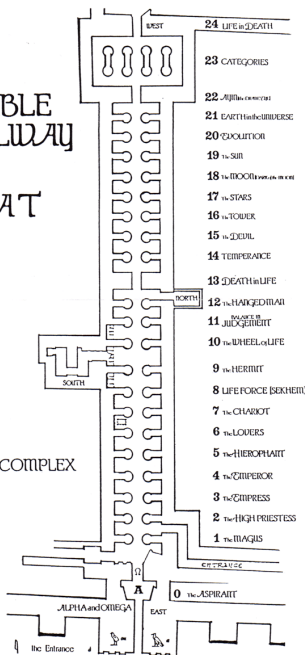 WEST
24 LIFE in DEATH
23 CATEGORIES
BLE
22
21 EARTH in the UNIVERSE
LLWAY
20 EVOLUTION
19 The SUN
18 The MOON
AT
17 The STARS
16 The TOWER
15 The DEVIL
14 TEMPERANCE
13 DEATH in LIFE
NORTH
12 The HANGED MAN
BALANCE in
11 JUDGEMENT
10 The WHEEL of LIFE
9 The HERMIT
SOUTH
8 LIFE FORCE [SEKHEM]
7 The CHARIOT
6 The LOVERS
COMPLEX
5 The HIEROPHANT
4 The EMPEROR
3 The EMPRESS
2 The HIGH PRIESTESS
1 The MAGUS
ENTRANCE
Ω
A
0 The ASPIRANT
ALPHA and OMEGA
EAST
the Entrance